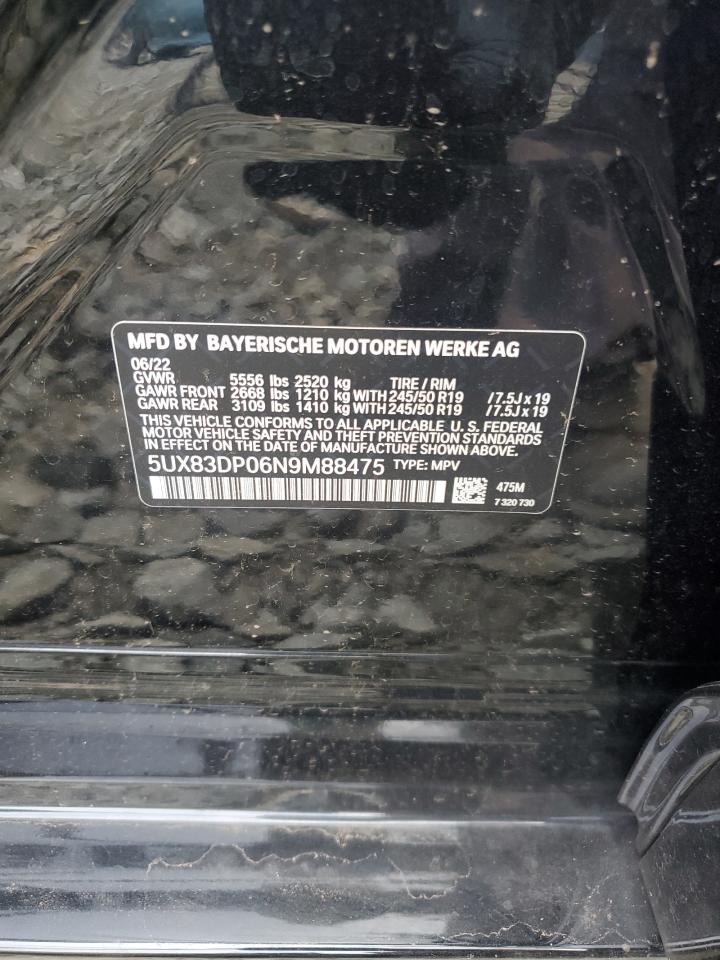 MFD BY BAYERISCHE MOTOREN WERKE AG
06/22
GVWR 5556 lbs 2520 kg TIRE / RIM
GAWR FRONT 2668 lbs 1210 kg WITH 245/50 R19 / 7.5J x 19
GAWR REAR 3109 lbs 1410 kg WITH 245/50 R19 / 7.5J x 19
THIS VEHICLE CONFORMS TO ALL APPLICABLE U. S. FEDERAL
MOTOR VEHICLE SAFETY AND THEFT PREVENTION STANDARDS
IN EFFECT ON THE DATE OF MANUFACTURE SHOWN ABOVE.
5UX83DP06N9M88475 TYPE: MPV
475M
7 320 730